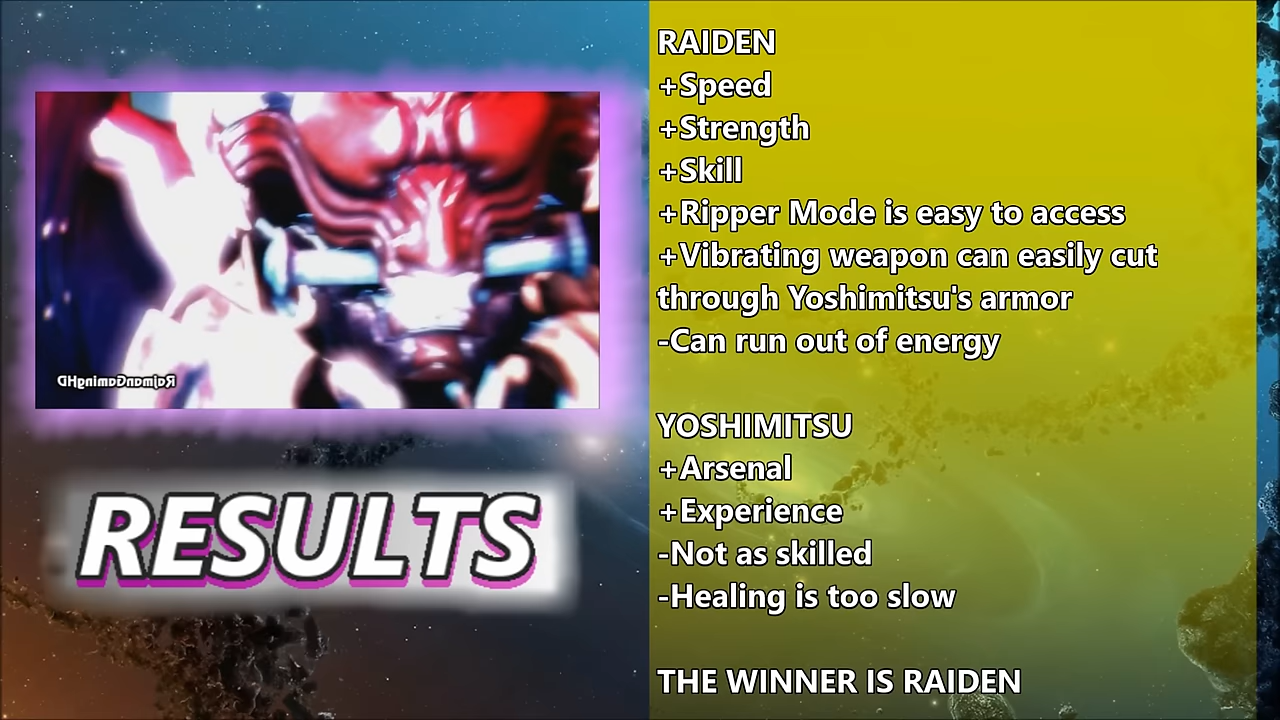 RAIDEN
+Speed
+Strength
+Skill
+Ripper Mode is easy to access
+Vibrating weapon can easily cut
through Yoshimitsu's armor
-Can run out of energy
YOSHIMITSU
+Arsenal
+Experience
-Not as skilled
-Healing is too slow
THE WINNER IS RAIDEN
RajmanGamingHD
RESULTS